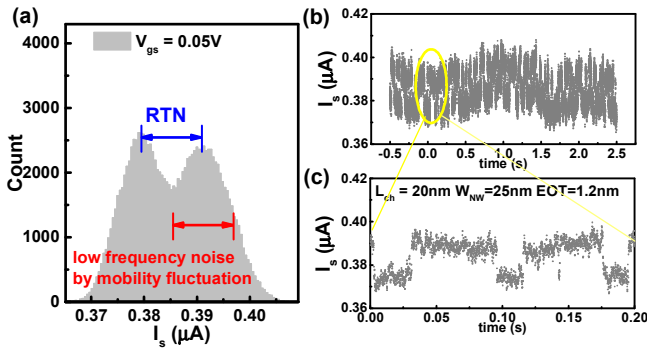 (a)
4000
3000
2000
1000
0
Count
V_gs = 0.05V
RTN
low frequency noise
by mobility fluctuation
0.37 0.38 0.39 0.40
I_s (μA)
(b)
0.42
0.40
0.38
0.36
I_s (μA)
-0.5 0.0 0.5 1.0 1.5 2.0 2.5
time (s)
(c)
0.42
0.40
0.38
0.36
I_s (μA)
L_ch = 20nm W_NW=25nm EOT=1.2nm
0.00 0.05 0.10 0.15 0.20
time (s)